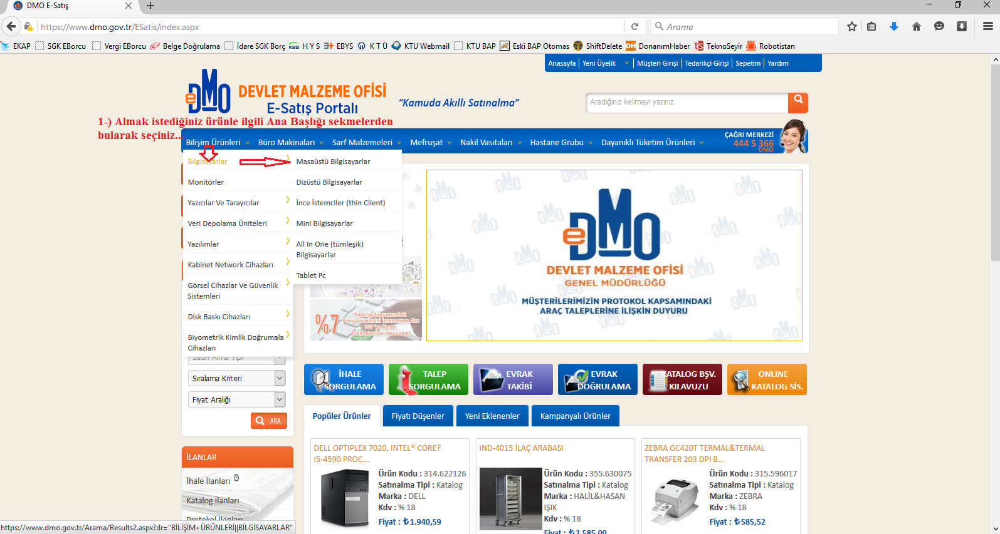 DMO E-Satış
https://www.dmo.gov.tr/ESatis/index.aspx
Arama
EKAP
SGK EBorcu
Vergi EBorcu
Belge Doğrulama
İdare SGK Borç
KBS H Y S
EBYS
K T Ü
KTU Webmail
KTU BAP
Eski BAP Otomas
ShiftDelete
DH DonanımHaber
tS TeknoSeyir
Robotistan
Anasayfa
Yeni Üyelik
Müşteri Girişi
Tedarikçi Girişi
Sepetim
Yardım
eDMO
DEVLET MALZEME OFİSİ
E-Satış Portalı
“Kamuda Akıllı Satınalma”
Aradığınız kelimeyi yazınız
1-) Almak istediğiniz ürünle ilgili Ana Başlığı sekmelerden
bularak seçiniz...
Bilişim Ürünleri
Büro Makinaları
Sarf Malzemeleri
Mefruşat
Nakil Vasıtaları
Hastane Grubu
Dayanıklı Tüketim Ürünleri
ÇAĞRI MERKEZİ
444 5 366
DMO
Bilgisayarlar
Monitörler
Yazıcılar Ve Tarayıcılar
Veri Depolama Üniteleri
Yazılımlar
Kabinet Network Cihazları
Görsel Cihazlar Ve Güvenlik
Sistemleri
Disk Baskı Cihazları
Biyometrik Kimlik Doğrumala
Cihazları
Masaüstü Bilgisayarlar
Dizüstü Bilgisayarlar
İnce İstemciler (thin Client)
Mini Bilgisayarlar
All In One (tümleşik)
Bilgisayarlar
Tablet Pc
%7
Katalog Kapsamındaki
Firma Ürünlerini İnternetten Alın
%7'ye Varan
İndirimlerden Yararlanın!
eDMO
DEVLET MALZEME OFİSİ
GENEL MÜDÜRLÜĞÜ
MÜŞTERİLERİMİZİN PROTOKOL KAPSAMINDAKİ
ARAÇ TALEPLERİNE İLİŞKİN DUYURU
Satın Alma Tipi
Sıralama Kriteri
Fiyat Aralığı
ARA
İHALE
SORGULAMA
TALEP
SORGULAMA
EVRAK
TAKİBİ
EVRAK
DOĞRULAMA
KATALOG BŞV.
KILAVUZU
ONLINE
KATALOG SİS.
Popüler Ürünler
Fiyatı Düşenler
Yeni Eklenenler
Kampanyalı Ürünler
DELL OPTIPLEX 7020, INTEL® CORE?
I5-4590 PROC...
Ürün Kodu : 314.622126
Satınalma Tipi : Katalog
Marka : DELL
Kdv : % 18
Fiyat : ₺1.940,59
IND-4015 İLAÇ ARABASI
Ürün Kodu : 355.630075
Satınalma Tipi : Katalog
Marka : HALİL&HASAN
IŞIK
Kdv : % 18
Fiyat : ₺2.585,00
ZEBRA GC420T TERMAL&TERMAL
TRANSFER 203 DPI B...
Ürün Kodu : 315.596017
Satınalma Tipi : Katalog
Marka : ZEBRA
Kdv : % 18
Fiyat : ₺585,52
İLANLAR
İhale İlanları
Katalog İlanları
Protokol İlanları
https://www.dmo.gov.tr/Arama/Results2.aspx?dr="BİLİŞİM+ÜRÜNLERİ||BİLGİSAYARLAR"